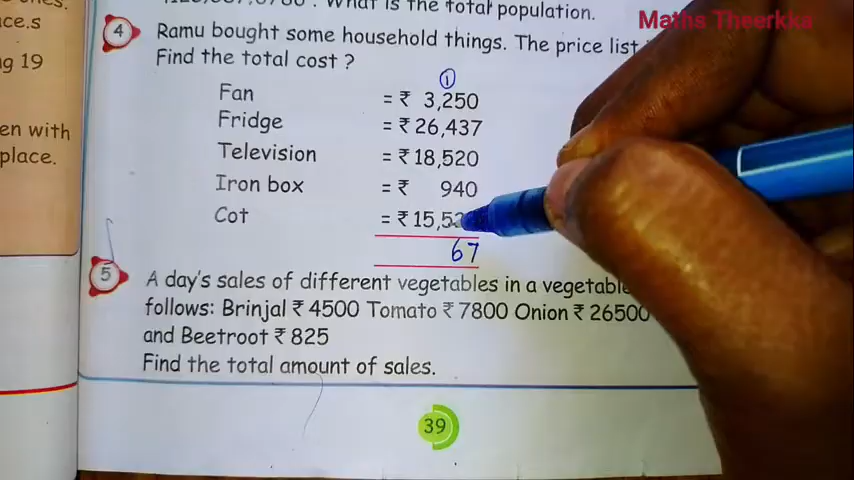 What is the total population.
Maths Theerkka
ce.s
4 Ramu bought some household things. The price list
g 19
Find the total cost ?
1
Fan = ₹ 3,250
Fridge = ₹ 26,437
en with
place.
Television = ₹ 18,520
Iron box = ₹ 940
Cot = ₹ 15,5
67
5 A day's sales of different vegetables in a vegetable
follows: Brinjal ₹ 4500 Tomato ₹ 7800 Onion ₹ 26500
and Beetroot ₹ 825
Find the total amount of sales.
39